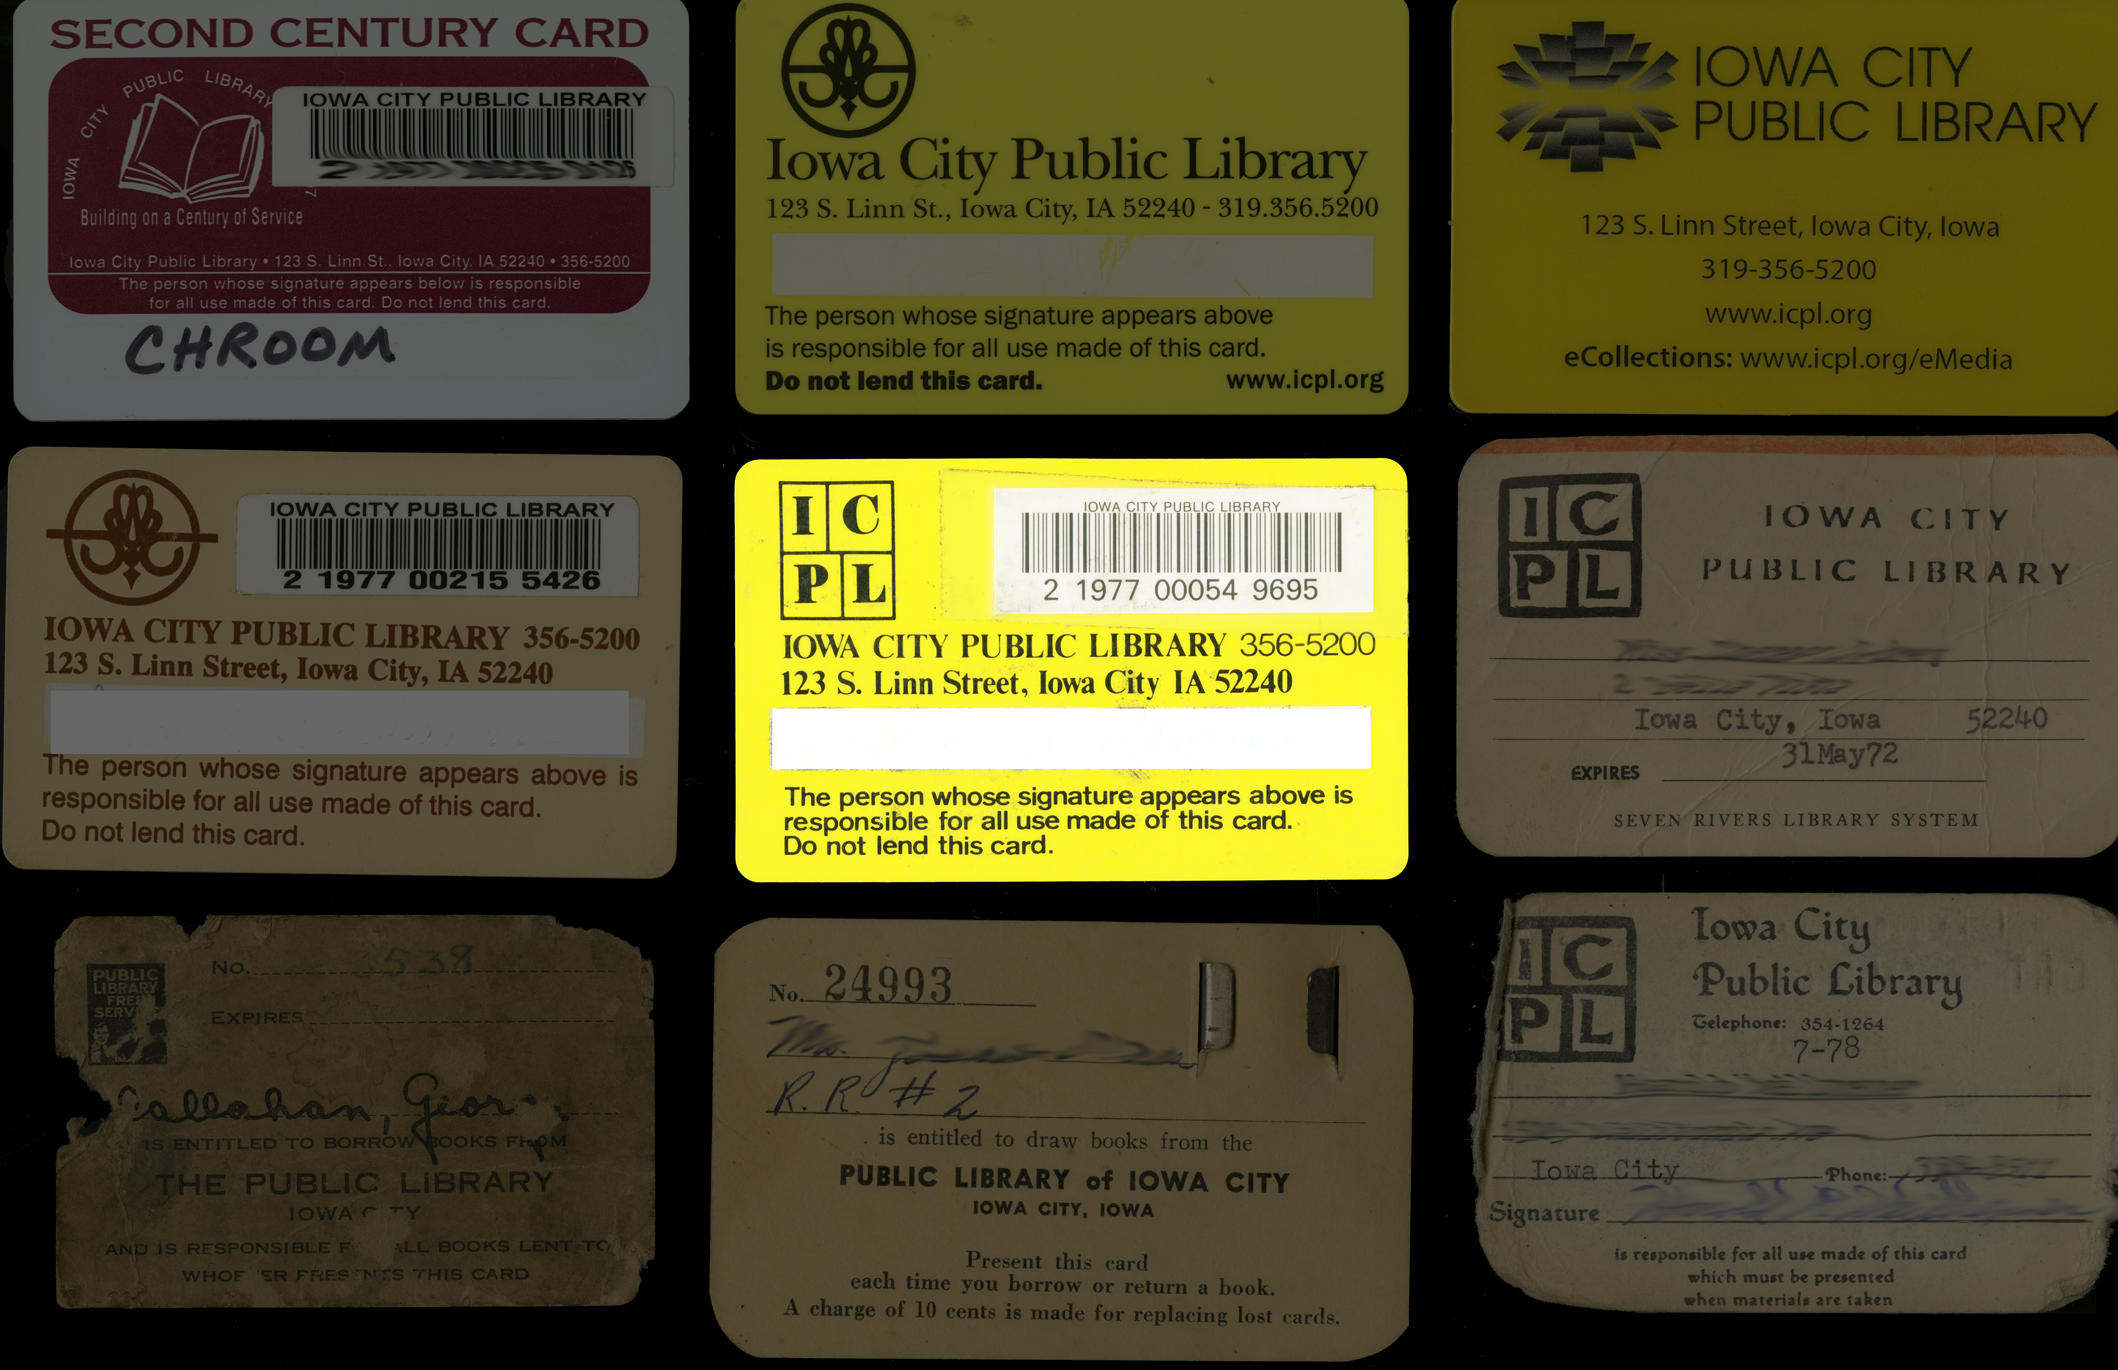 SECOND CENTURY CARD
IOWA CITY PUBLIC LIBRARY
IOWA CITY PUBLIC LIBRARY
Building on a Century of Service
Iowa City Public Library • 123 S. Linn St.. Iowa City. IA 52240 • 356-5200
The person whose signature appears below is responsible
for all use made of this card. Do not lend this card.
CHROOM
Iowa City Public Library
123 S. Linn St., Iowa City, IA 52240 - 319.356.5200
The person whose signature appears above
is responsible for all use made of this card.
Do not lend this card. www.icpl.org
IOWA CITY
PUBLIC LIBRARY
123 S. Linn Street, Iowa City, Iowa
319-356-5200
www.icpl.org
eCollections: www.icpl.org/eMedia
IOWA CITY PUBLIC LIBRARY
2 1977 00215 5426
IOWA CITY PUBLIC LIBRARY 356-5200
123 S. Linn Street, Iowa City, IA 52240
The person whose signature appears above is
responsible for all use made of this card.
Do not lend this card.
I C
P L
IOWA CITY PUBLIC LIBRARY
2 1977 00054 9695
IOWA CITY PUBLIC LIBRARY 356-5200
123 S. Linn Street, Iowa City IA 52240
The person whose signature appears above is
responsible for all use made of this card.
Do not lend this card.
I C
P L
IOWA CITY
PUBLIC LIBRARY
Iowa City, Iowa 52240
31May72
EXPIRES
SEVEN RIVERS LIBRARY SYSTEM
PUBLIC
LIBRARY
FREE
No. 538
EXPIRES
Callahan,
IS ENTITLED TO BORROW BOOKS FROM
THE PUBLIC LIBRARY
IOWA
AND IS RESPONSIBLE BOOKS LENT TO
THIS CARD
No. 24993
R.R. #2
is entitled to draw books from the
PUBLIC LIBRARY of IOWA CITY
IOWA CITY, IOWA
Present this card
each time you borrow or return a book.
A charge of 10 cents is made for replacing lost cards.
I C
P L
Iowa City
Public Library
Telephone: 354-1264
7-78
Iowa City Phone:
Signature
is responsible for all use made of this card
which must be presented
when materials are taken